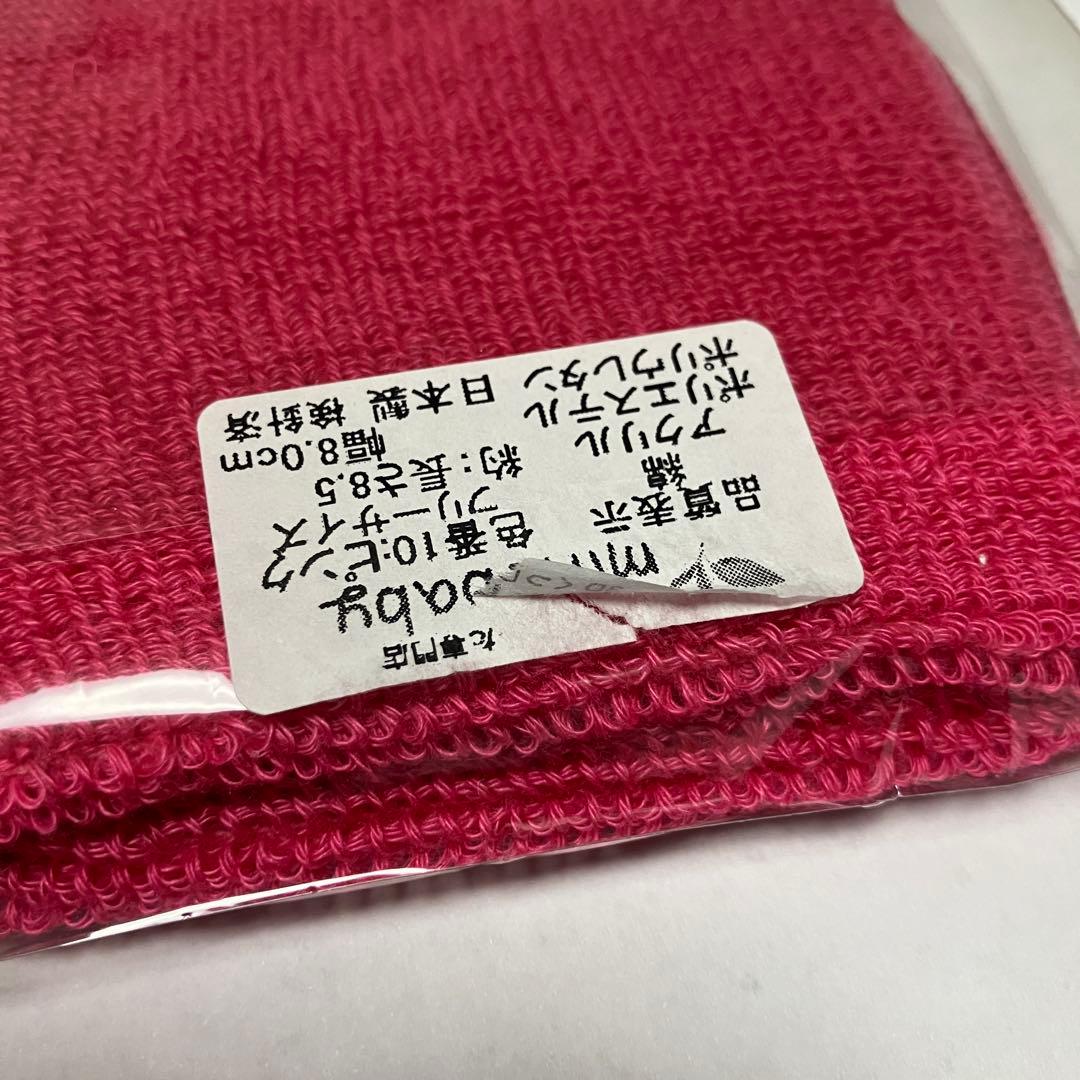 た専門店
baby
品質表示 色番10:ピンク
綿 フリーサイズ
アクリル 約:長さ8.5
ポリエステル 幅8.0cm
ポリウレタン 日本製 検針済